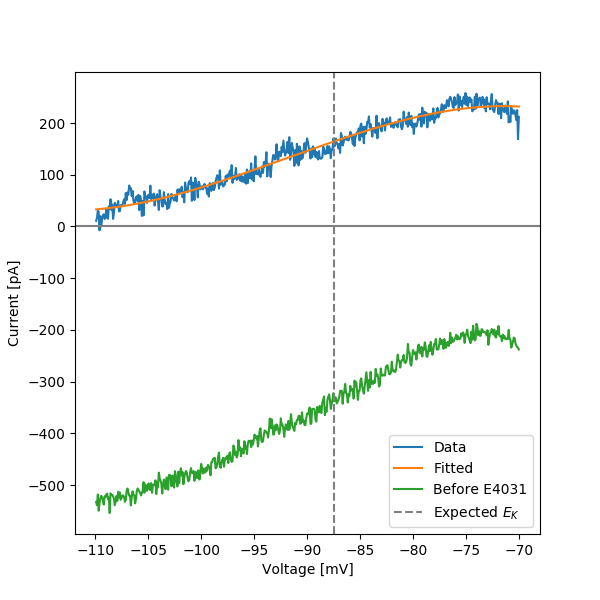 200
100
0
−100
−200
−300
−400
−500
Current [pA]
Data
Fitted
Before E4031
Expected E_K
−110 −105 −100 −95 −90 −85 −80 −75 −70
Voltage [mV]